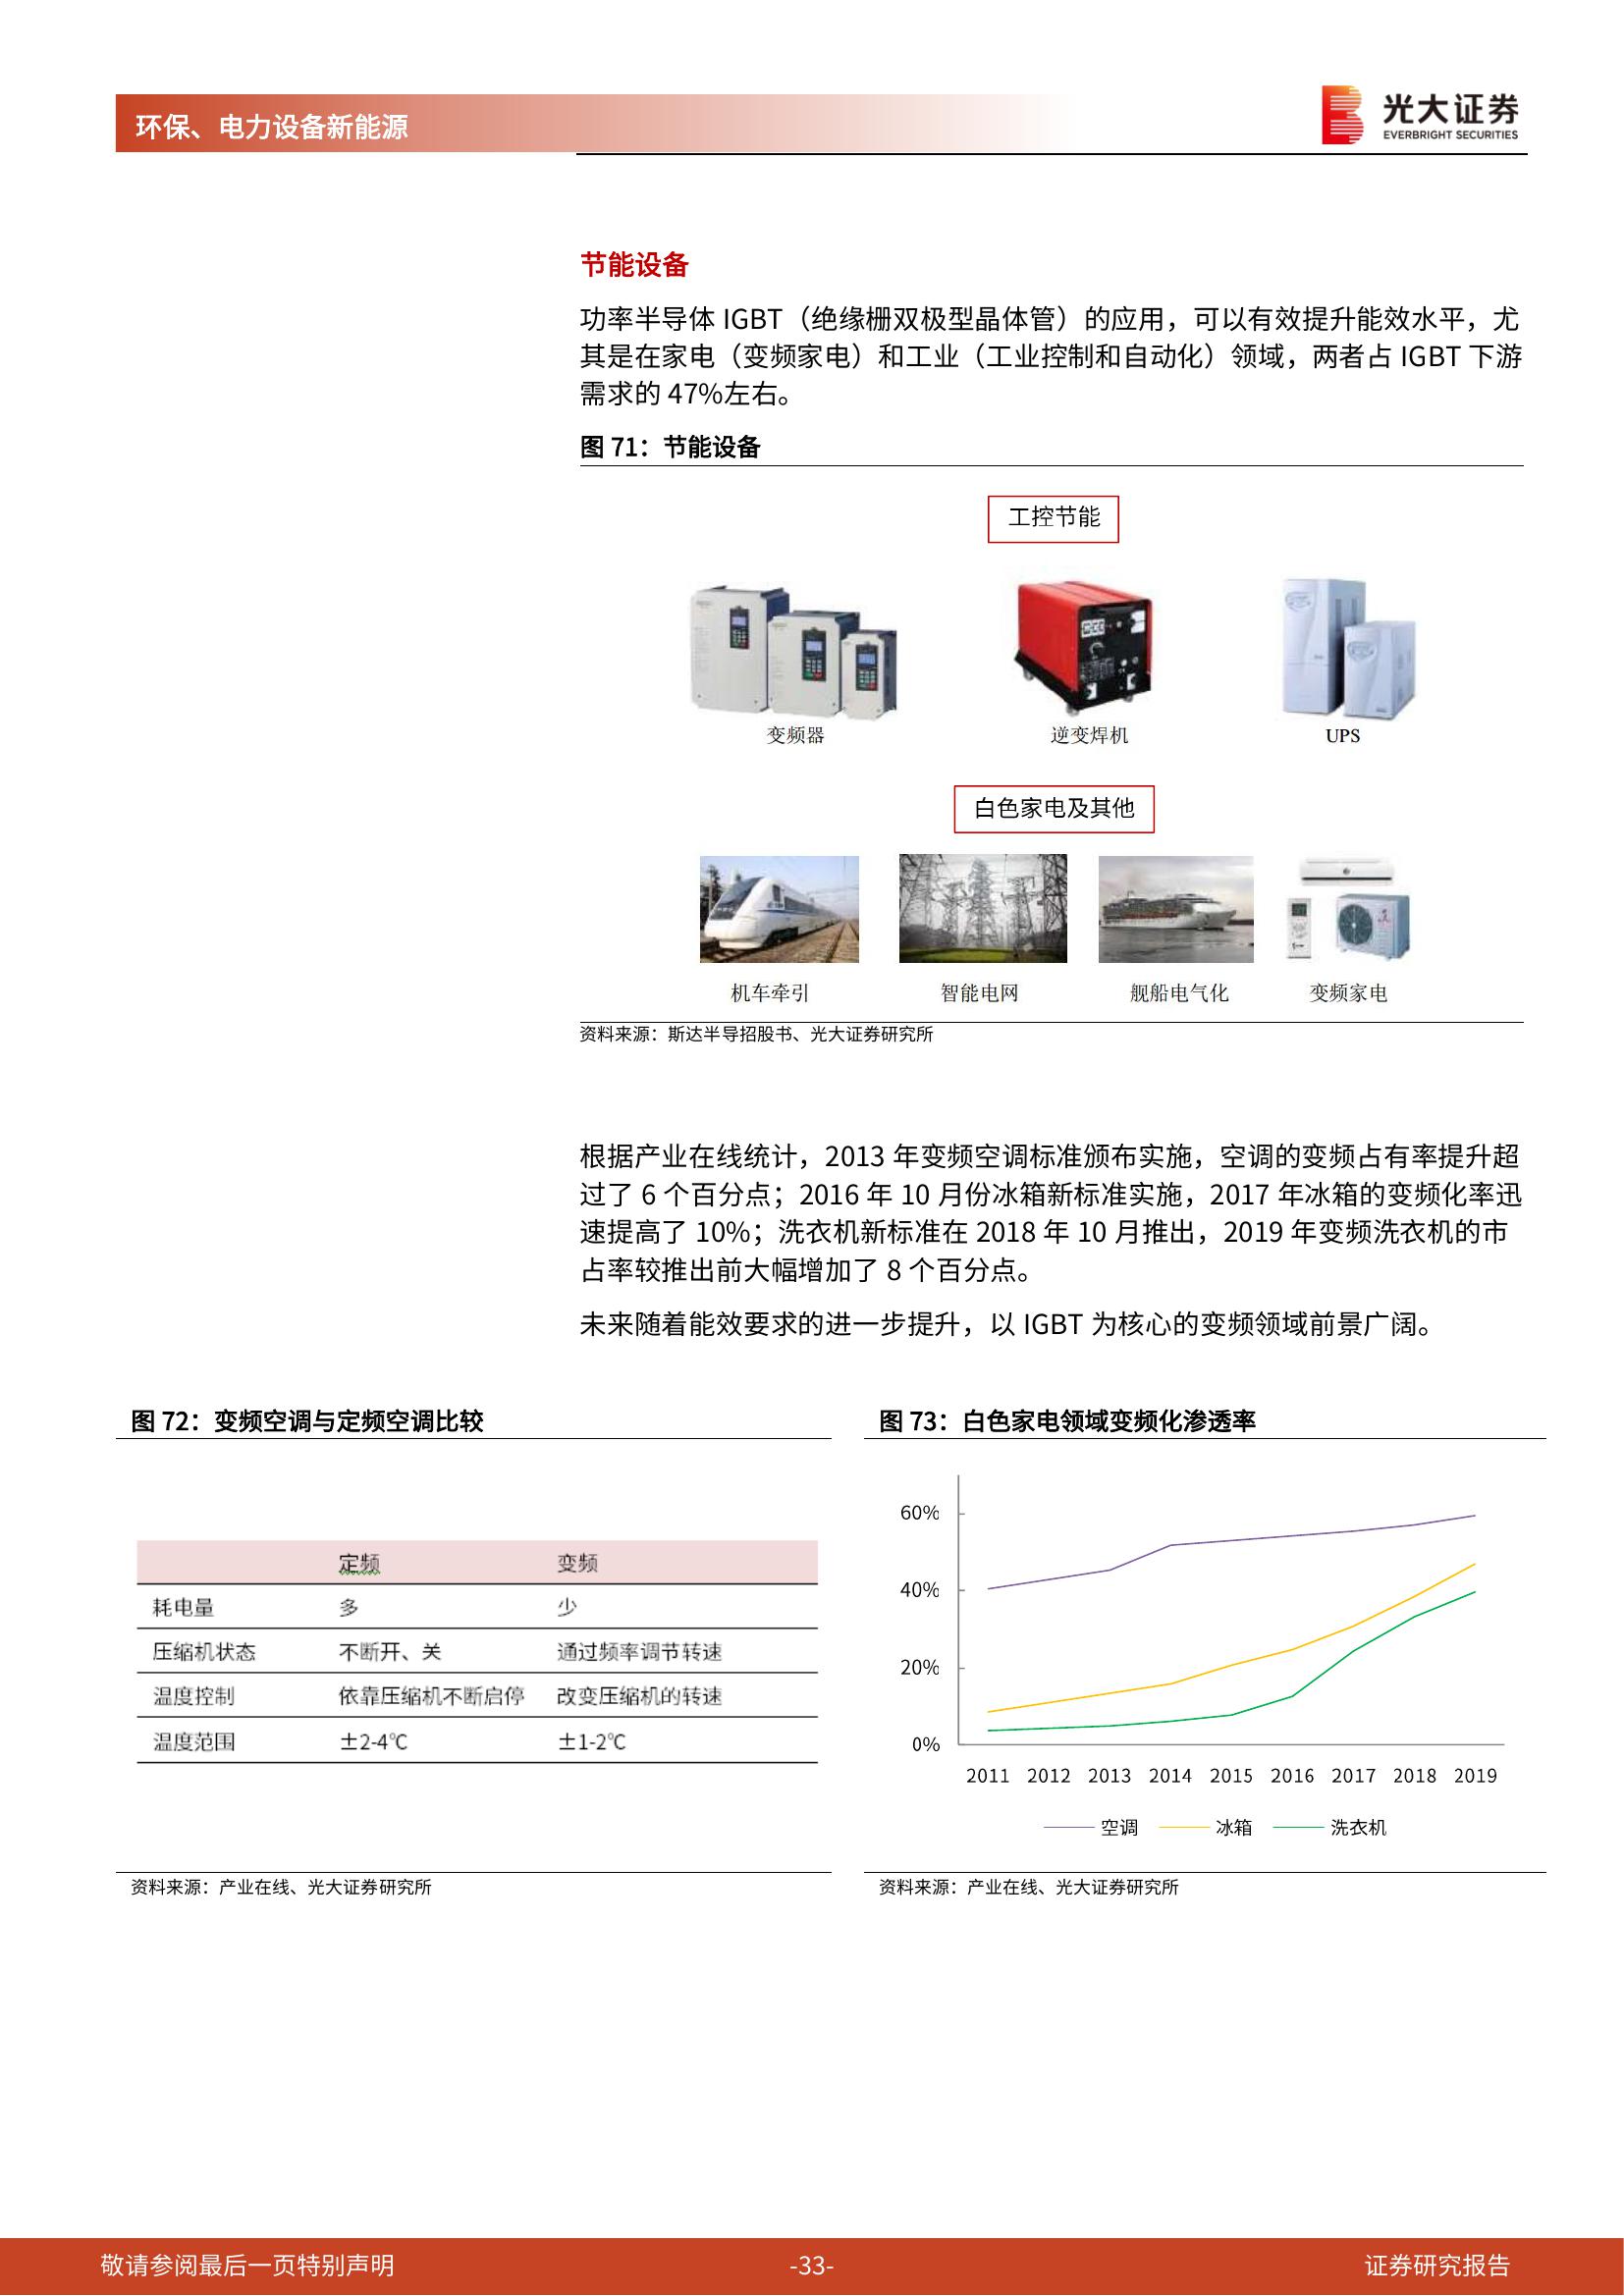 环保、电力设备新能源
光大证券
EVERBRIGHT SECURITIES
节能设备
功率半导体 IGBT（绝缘栅双极型晶体管）的应用，可以有效提升能效水平，尤
其是在家电（变频家电）和工业（工业控制和自动化）领域，两者占 IGBT 下游
需求的 47%左右。
图 71：节能设备
工控节能
变频器 逆变焊机 UPS
白色家电及其他
机车牵引 智能电网 舰船电气化 变频家电
资料来源：斯达半导招股书、光大证券研究所
根据产业在线统计，2013 年变频空调标准颁布实施，空调的变频占有率提升超
过了 6 个百分点；2016 年 10 月份冰箱新标准实施，2017 年冰箱的变频化率迅
速提高了 10%；洗衣机新标准在 2018 年 10 月推出，2019 年变频洗衣机的市
占率较推出前大幅增加了 8 个百分点。
未来随着能效要求的进一步提升，以 IGBT 为核心的变频领域前景广阔。
图 72：变频空调与定频空调比较
定频 变频
耗电量 多 少
压缩机状态 不断开、关 通过频率调节转速
温度控制 依靠压缩机不断启停 改变压缩机的转速
温度范围 ±2-4℃ ±1-2℃
资料来源：产业在线、光大证券研究所
图 73：白色家电领域变频化渗透率
60%
40%
20%
0%
2011 2012 2013 2014 2015 2016 2017 2018 2019
空调 冰箱 洗衣机
资料来源：产业在线、光大证券研究所
敬请参阅最后一页特别声明 -33- 证券研究报告